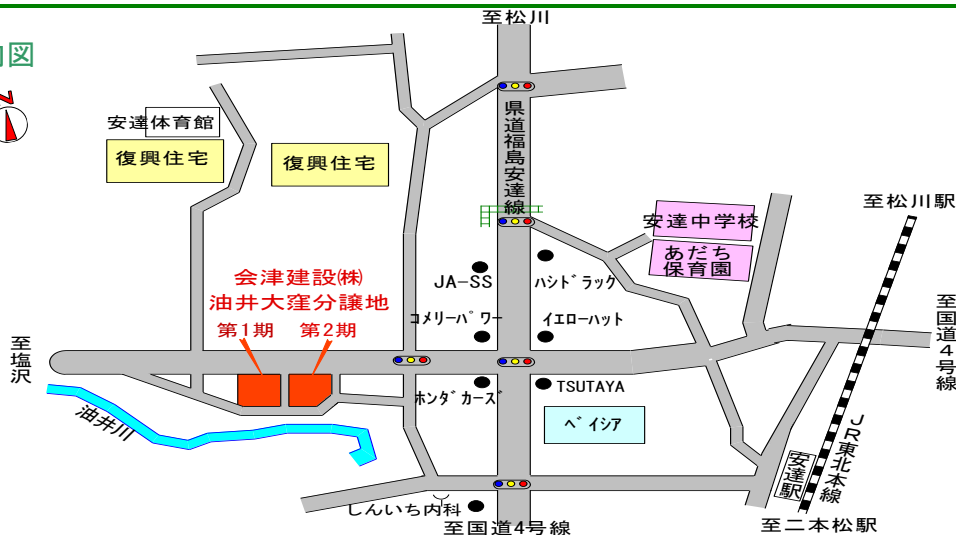 至松川
内図
安達体育館
復興住宅
復興住宅
県道福島安達線
安達中学校
あだち
保育園
至松川駅
会津建設㈱
油井大窪分譲地
第1期 第2期
JA-SS
ハシドラッグ
コメリーパワー
イエローハット
至塩沢
至国道4号線
ホンダカーズ
TSUTAYA
ベイシア
油井川
JR東北本線
安達駅
しんいち内科
至国道4号線
至二本松駅